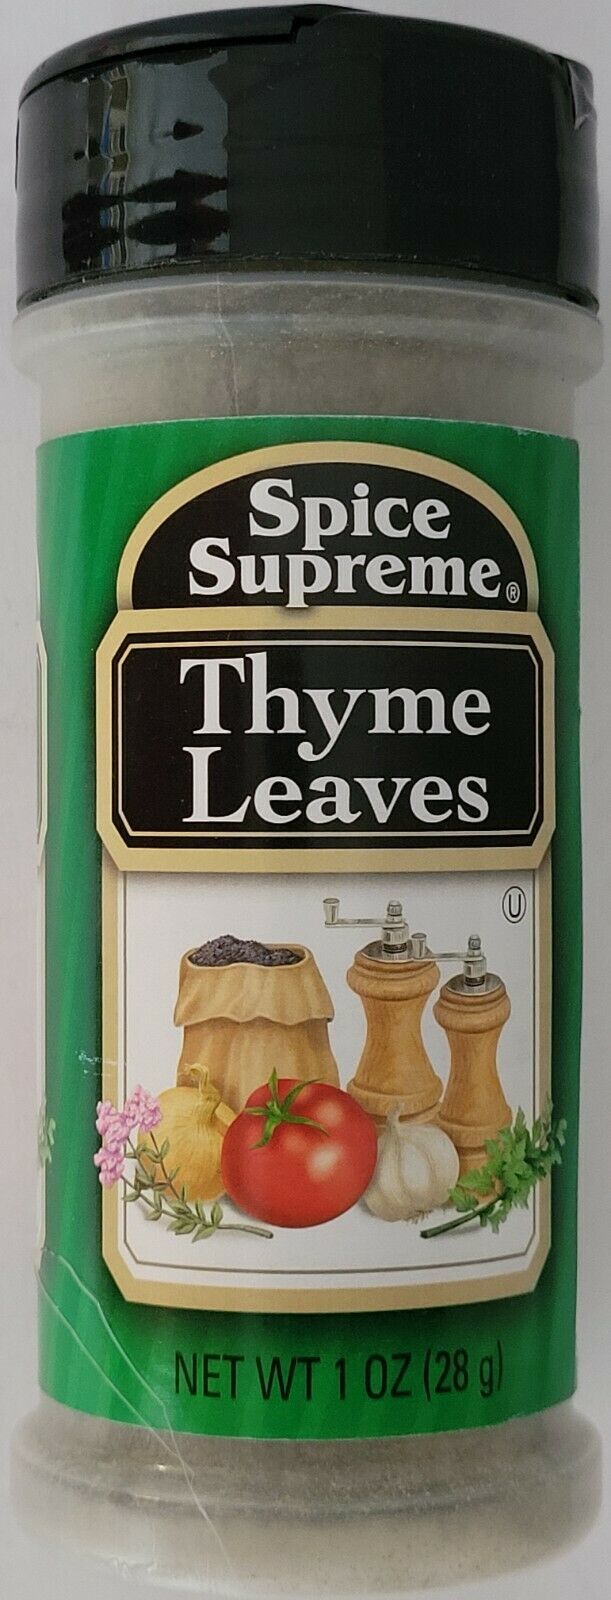 Spice
Supreme®
Thyme
Leaves
Ⓤ
NET WT 1 OZ (28 g)